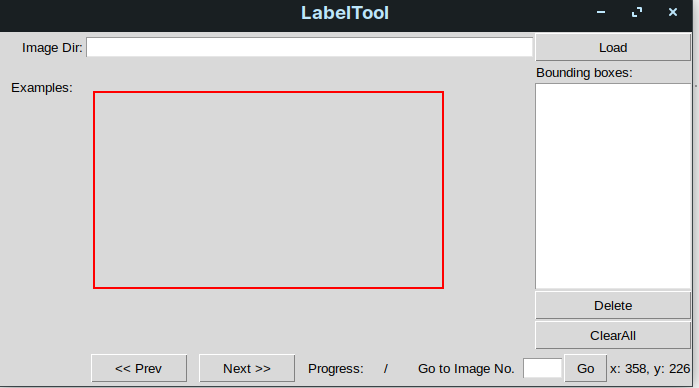 LabelTool
Image Dir:
Load
Bounding boxes:
Examples:
Delete
ClearAll
<< Prev
Next >>
Progress:
/
Go to Image No.
Go
x: 358, y: 226